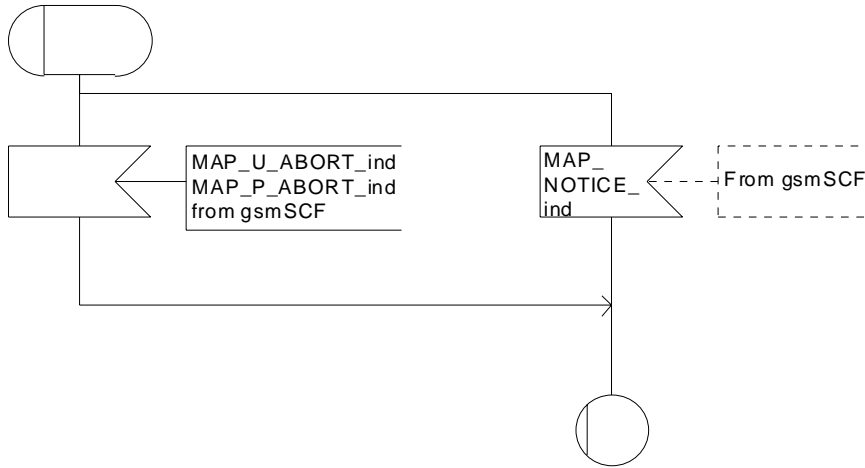 MAP_U_ABORT_ind
MAP_P_ABORT_ind
from gsmSCF
MAP_
NOTICE_
ind
From gsmSCF